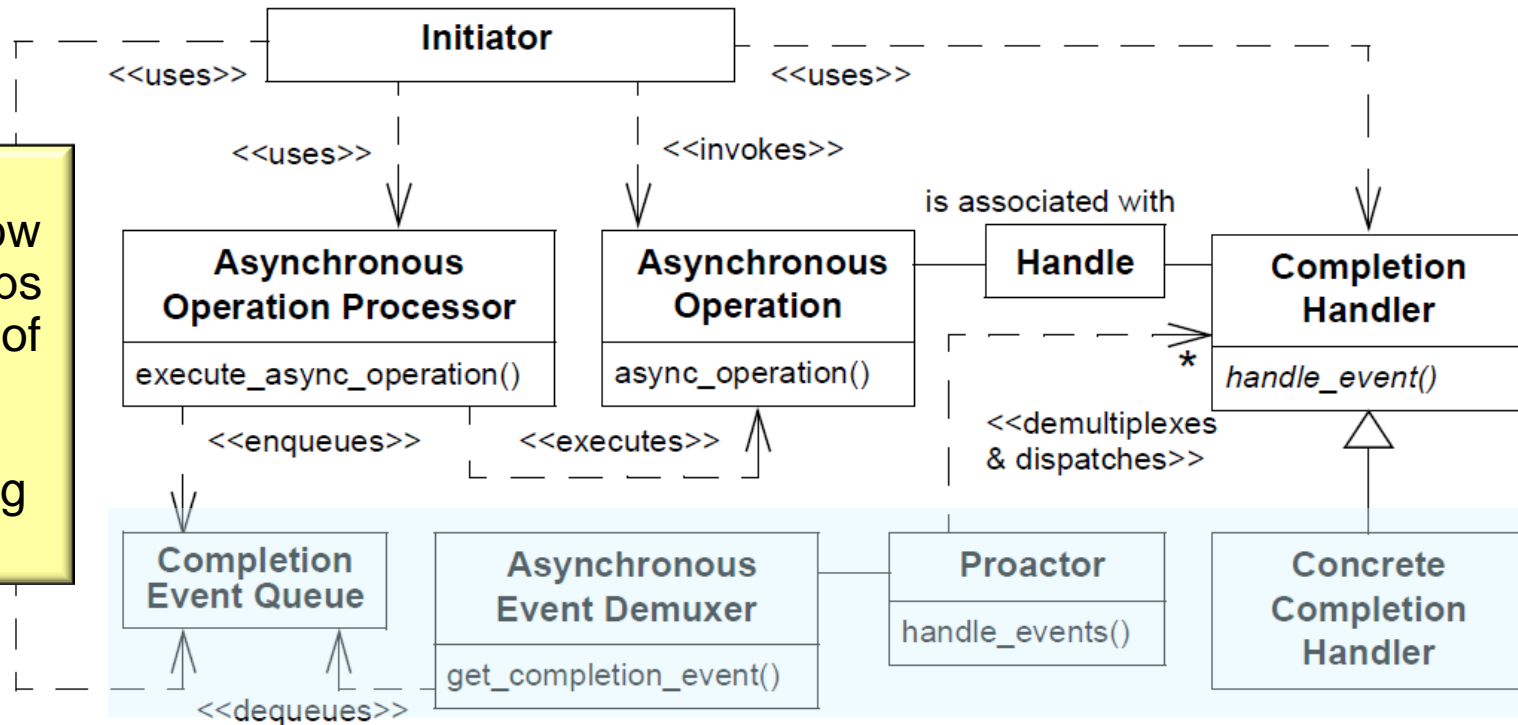 Initiator
<<uses>>
<<uses>>
<<uses>>
<<invokes>>
is associated with
Asynchronous
Operation Processor
execute_async_operation()
Asynchronous
Operation
async_operation()
Handle
Completion
Handler
handle_event()
*
<<enqueues>>
<<executes>>
<<demultiplexes
& dispatches>>
of
Completion
Event Queue
Asynchronous
Event Demuxer
get_completion_event()
Proactor
handle_events()
Concrete
Completion
Handler
<<dequeues>>